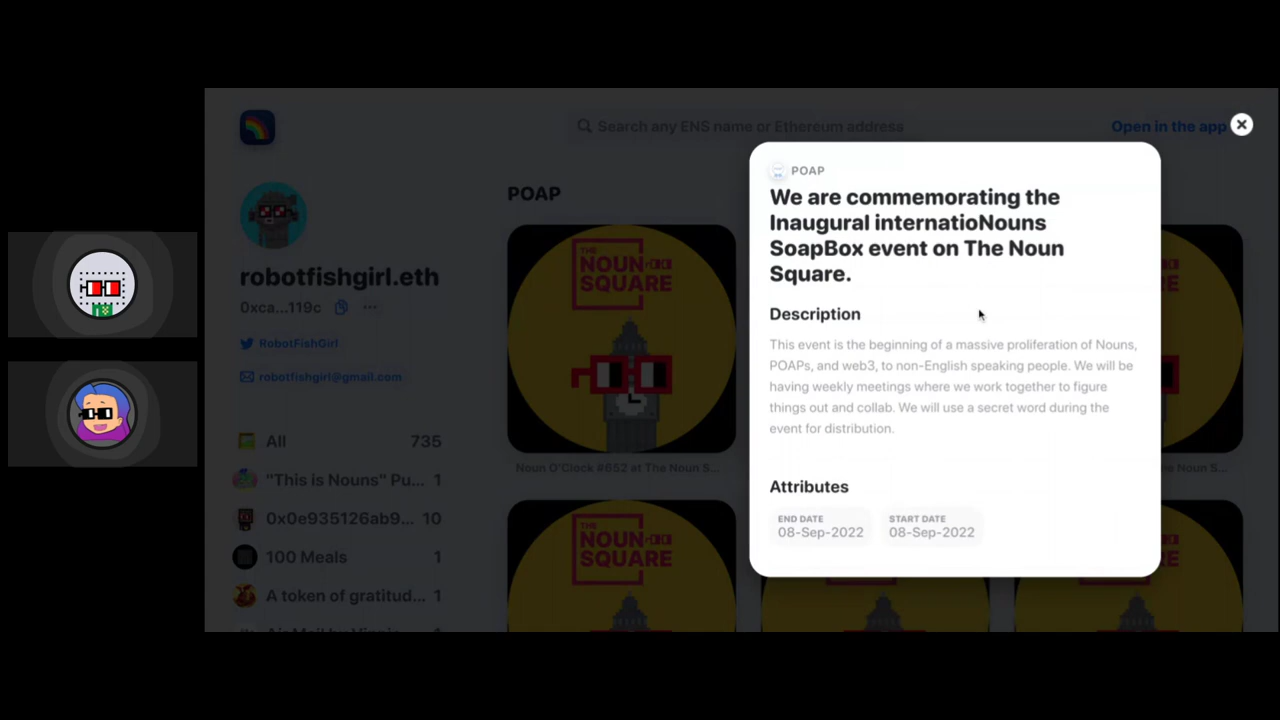 Search any ENS name or Ethereum address
Open in the app
robotfishgirl.eth
0xca...119c
RobotFishGirl
robotfishgirl@gmail.com
All 735
"This is Nouns" Pu... 1
0x0e935126ab9... 10
100 Meals 1
A token of gratitud... 1
POAP
THE
NOUN
SQUARE
Noun O'Clock #652 at The Noun S...
THE
NOUN
SQUARE
POAP
We are commemorating the
Inaugural internatioNouns
SoapBox event on The Noun
Square.
Description
This event is the beginning of a massive proliferation of Nouns,
POAPs, and web3, to non-English speaking people. We will be
having weekly meetings where we work together to figure
things out and collab. We will use a secret word during the
event for distribution.
Attributes
END DATE
08-Sep-2022
START DATE
08-Sep-2022